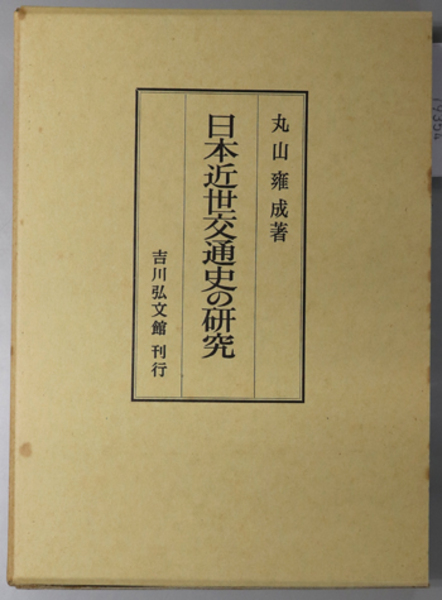 丸山雍成著
日本近世交通史の研究
吉川弘文館 刊行